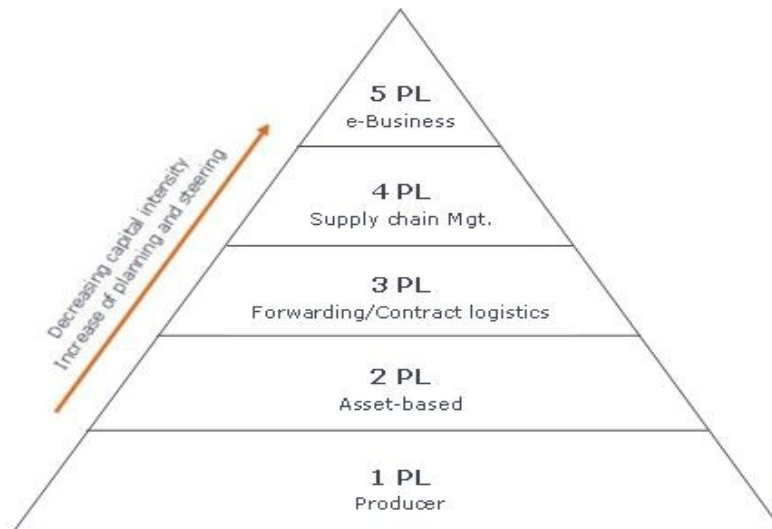 5 PL
e-Business
4 PL
Supply chain Mgt.
3 PL
Forwarding/Contract logistics
2 PL
Asset-based
1 PL
Producer
Decreasing capital intensity
Increase of planning and steering